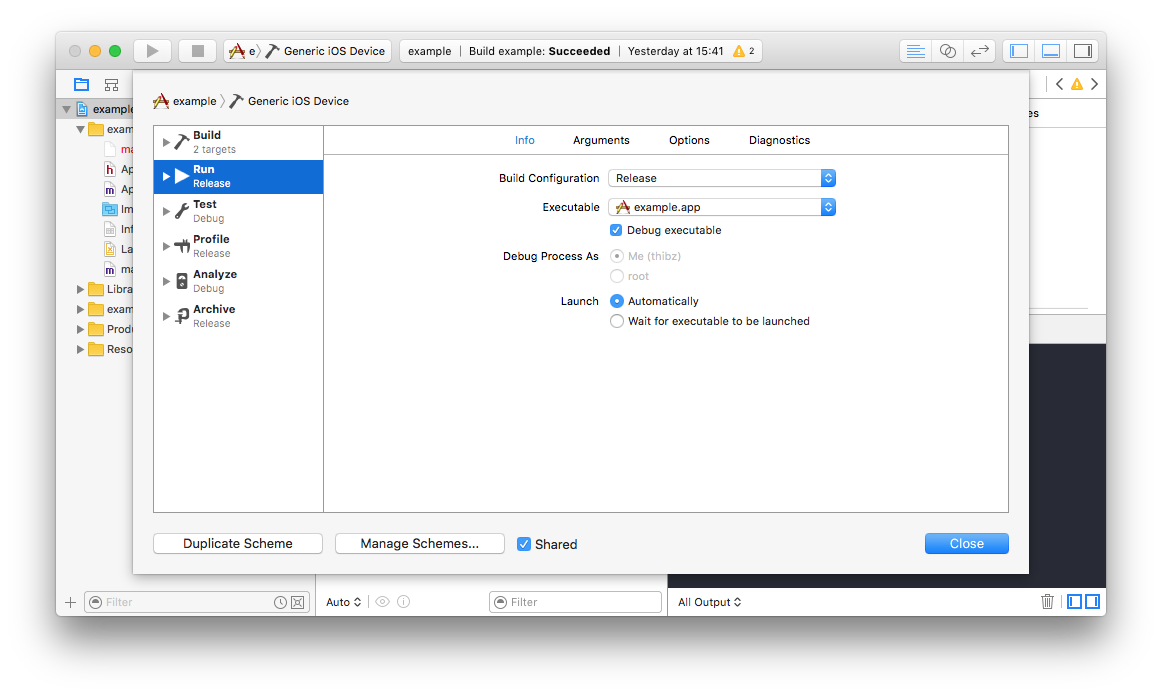 e Generic iOS Device
example | Build example: Succeeded | Yesterday at 15:41 2
example Generic iOS Device
Build
2 targets
Run
Release
Test
Debug
Profile
Release
Analyze
Debug
Archive
Release
Info Arguments Options Diagnostics
Build Configuration Release
Executable example.app
Debug executable
Debug Process As Me (thibz)
root
Launch Automatically
Wait for executable to be launched
Duplicate Scheme Manage Schemes... Shared Close
example
exam
ma
h Ap
m Ap
Im
Inf
La
m ma
Libra
exam
Produ
Reso
es
Filter
Auto
Filter
All Output